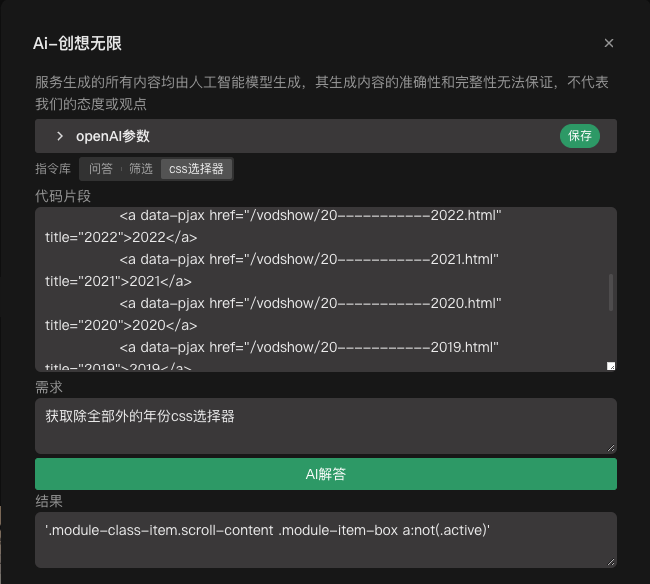 Ai-创想无限
服务生成的所有内容均由人工智能模型生成，其生成内容的准确性和完整性无法保证，不代表
我们的态度或观点
openAI参数
保存
指令库 问答 筛选 css选择器
代码片段
<a data-pjax href="/vodshow/20-----------2022.html"
title="2022">2022</a>
<a data-pjax href="/vodshow/20-----------2021.html"
title="2021">2021</a>
<a data-pjax href="/vodshow/20-----------2020.html"
title="2020">2020</a>
<a data-pjax href="/vodshow/20-----------2019.html"
title="2019">2019</a>
需求
获取除全部外的年份css选择器
AI解答
结果
'.module-class-item.scroll-content .module-item-box a:not(.active)'